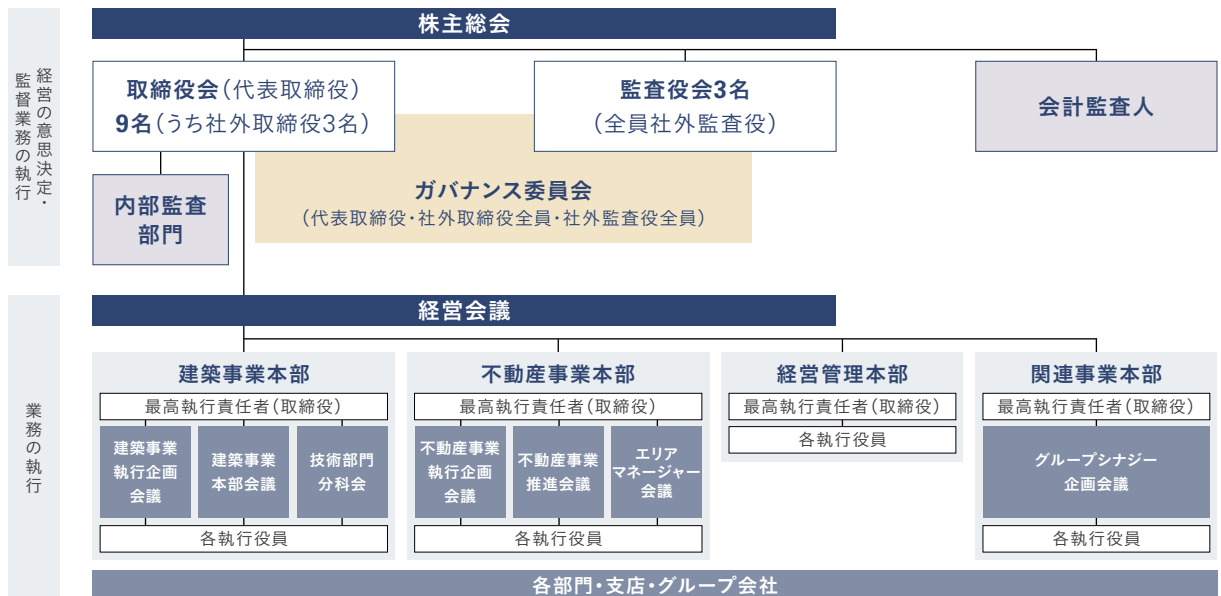 経営の意思決定・
監督業務の執行
株主総会
取締役会(代表取締役)
9名(うち社外取締役3名)
監査役会3名
(全員社外監査役)
会計監査人
ガバナンス委員会
(代表取締役・社外取締役全員・社外監査役全員)
内部監査
部門
業務の執行
経営会議
建築事業本部
最高執行責任者(取締役)
建築事業
執行企画
会議
建築事業
本部会議
技術部門
分科会
各執行役員
不動産事業本部
最高執行責任者(取締役)
不動産事業
執行企画
会議
不動産事業
推進会議
エリア
マネージャー
会議
各執行役員
経営管理本部
最高執行責任者(取締役)
各執行役員
関連事業本部
最高執行責任者(取締役)
グループシナジー
企画会議
各執行役員
各部門・支店・グループ会社